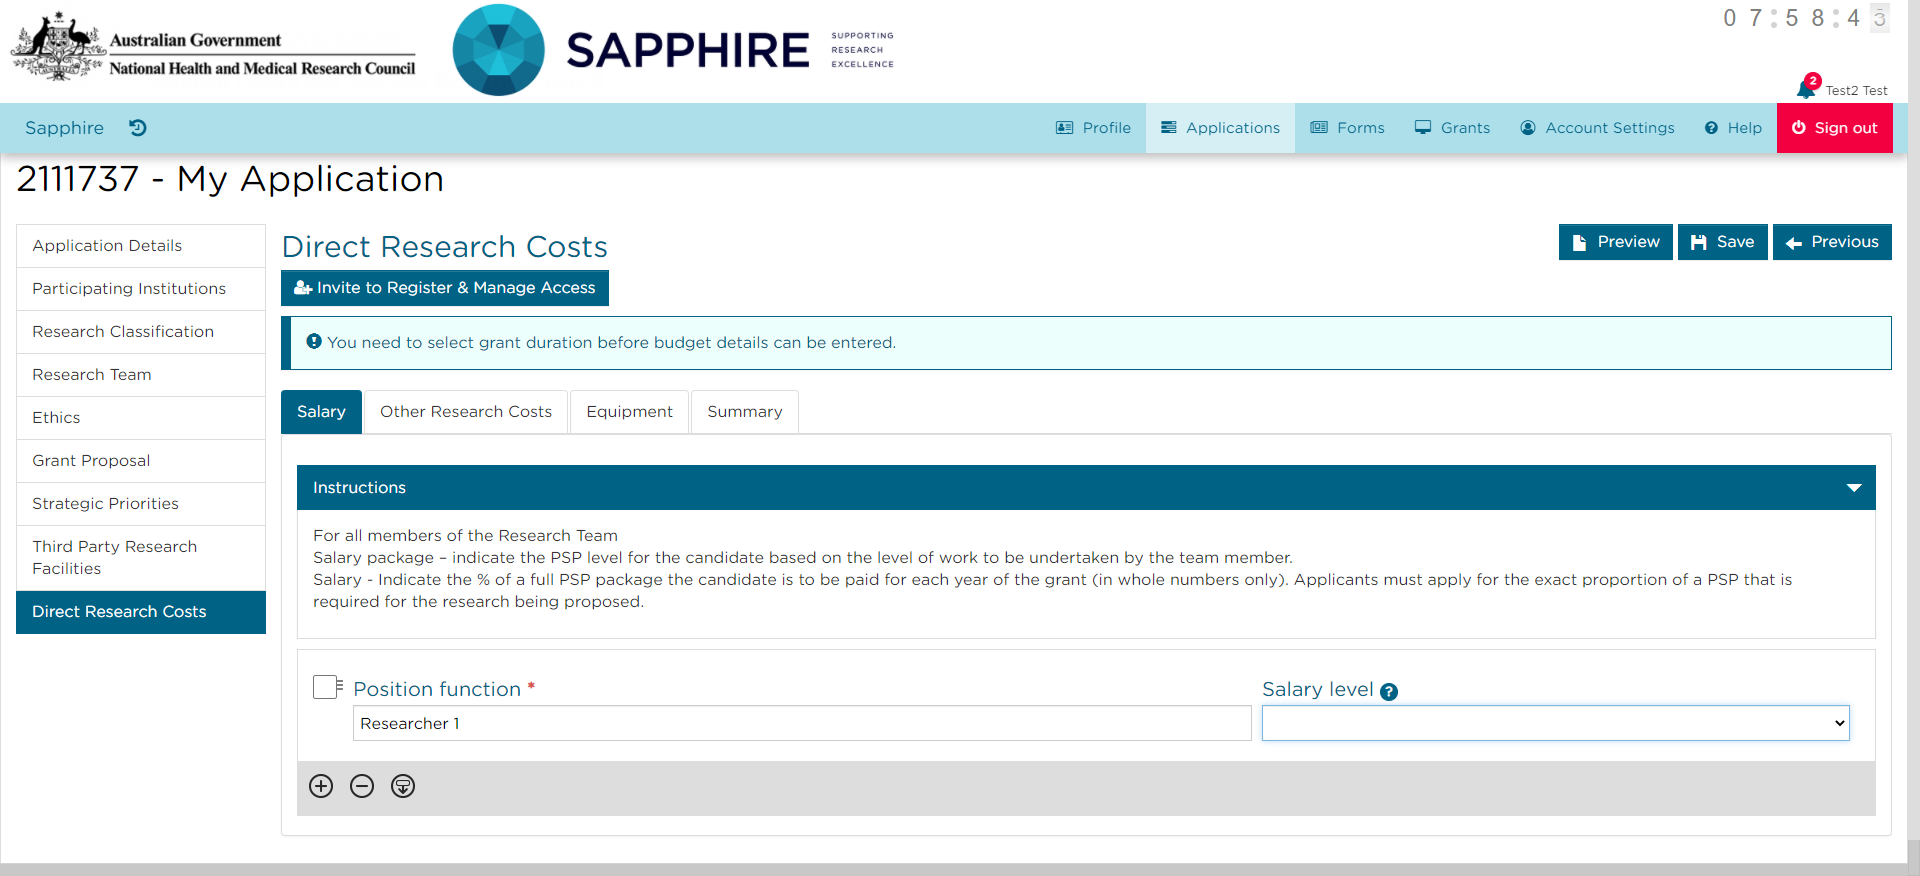 Australian Government
National Health and Medical Research Council
SAPPHIRE
SUPPORTING
RESEARCH
EXCELLENCE
07:58:43
2
Test2 Test
Sapphire
Profile
Applications
Forms
Grants
Account Settings
Help
Sign out
2111737 - My Application
Application Details
Participating Institutions
Research Classification
Research Team
Ethics
Grant Proposal
Strategic Priorities
Third Party Research
Facilities
Direct Research Costs
Direct Research Costs
Preview
Save
Previous
Invite to Register & Manage Access
You need to select grant duration before budget details can be entered.
Salary
Other Research Costs
Equipment
Summary
Instructions
For all members of the Research Team
Salary package – indicate the PSP level for the candidate based on the level of work to be undertaken by the team member.
Salary - Indicate the % of a full PSP package the candidate is to be paid for each year of the grant (in whole numbers only). Applicants must apply for the exact proportion of a PSP that is
required for the research being proposed.
Position function *
Researcher 1
Salary level